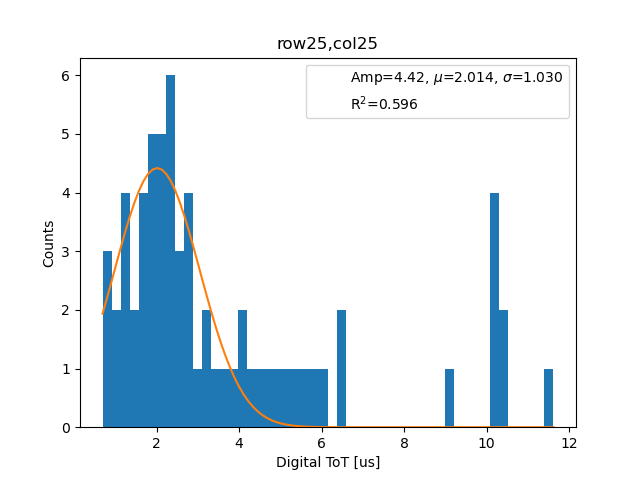 row25,col25
Amp=4.42, μ=2.014, σ=1.030
R²=0.596
Counts
6
5
4
3
2
1
0
2 4 6 8 10 12
Digital ToT [us]